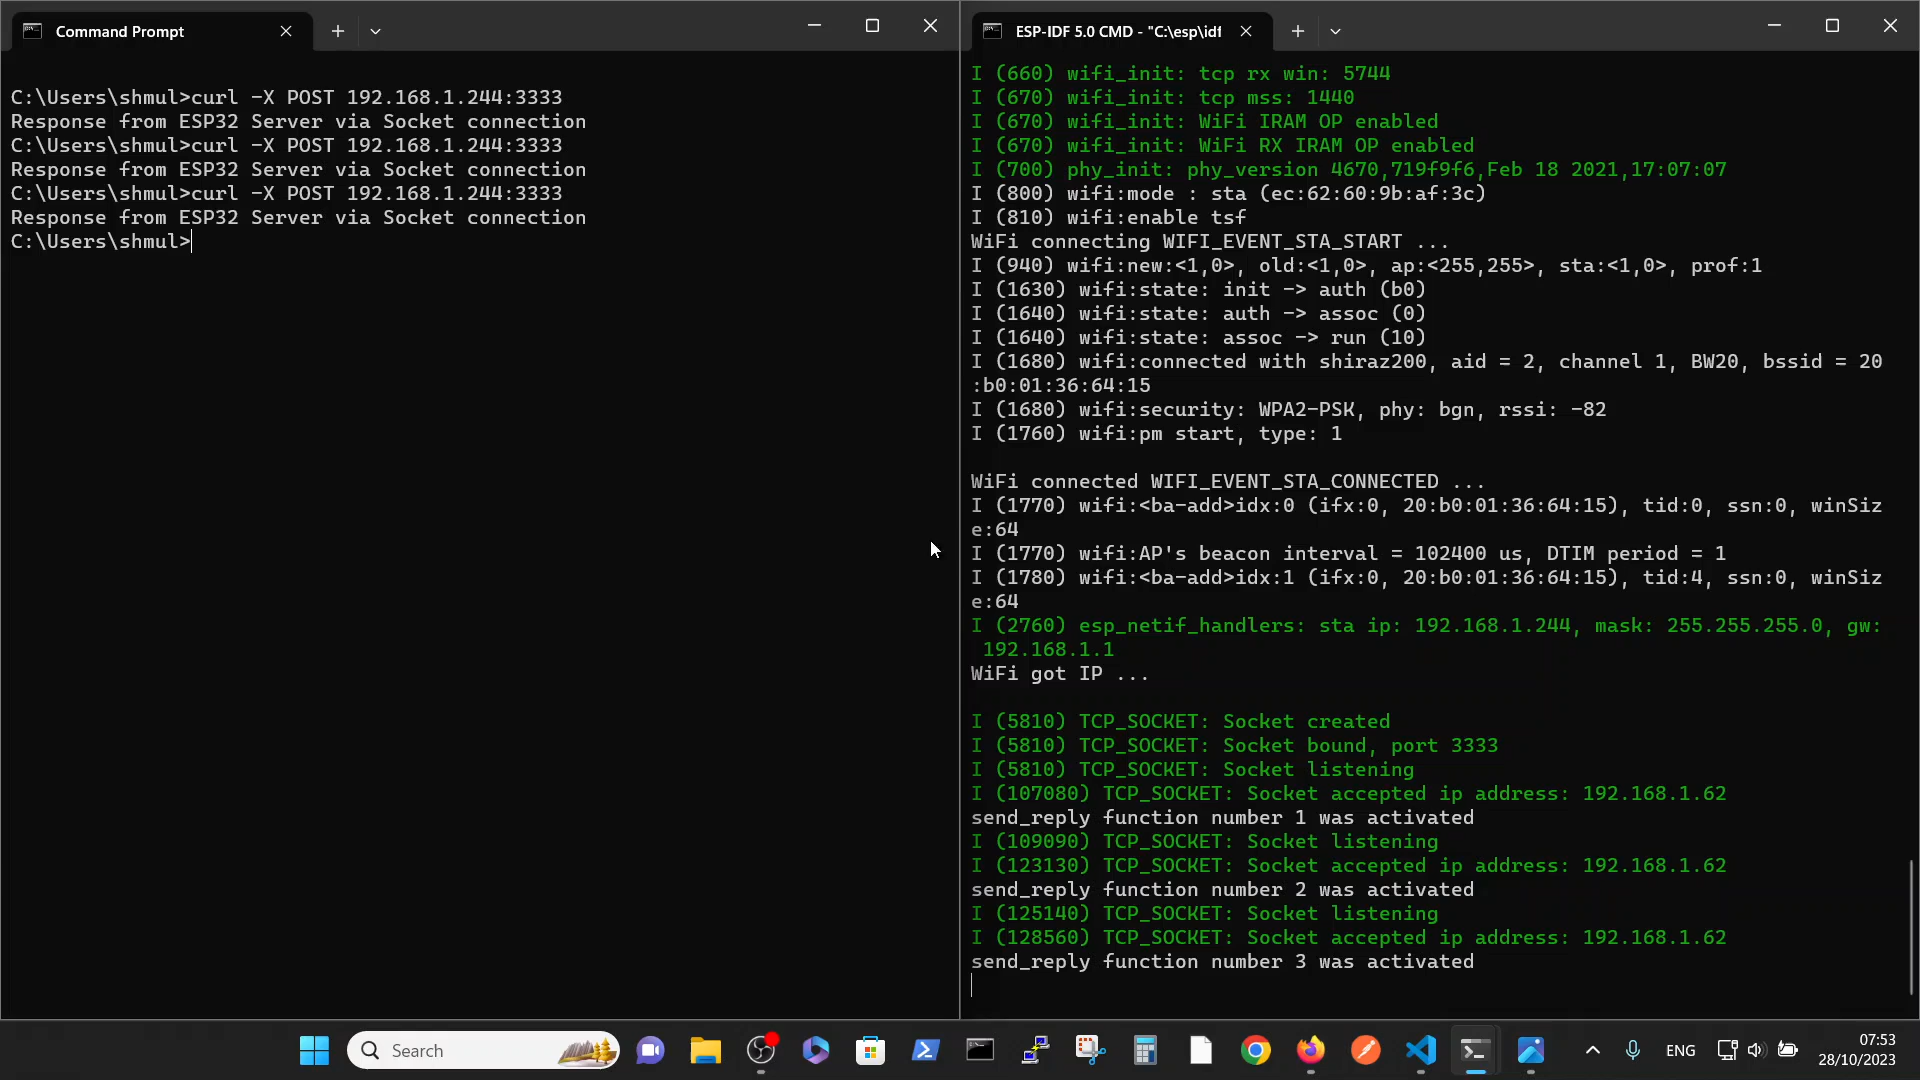 Command Prompt
C:\Users\shmul>curl -X POST 192.168.1.244:3333
Response from ESP32 Server via Socket connection
C:\Users\shmul>curl -X POST 192.168.1.244:3333
Response from ESP32 Server via Socket connection
C:\Users\shmul>curl -X POST 192.168.1.244:3333
Response from ESP32 Server via Socket connection
C:\Users\shmul>
ESP-IDF 5.0 CMD - "C:\esp\idf
I (660) wifi_init: tcp rx win: 5744
I (670) wifi_init: tcp mss: 1440
I (670) wifi_init: WiFi IRAM OP enabled
I (670) wifi_init: WiFi RX IRAM OP enabled
I (700) phy_init: phy_version 4670,719f9f6,Feb 18 2021,17:07:07
I (800) wifi:mode : sta (ec:62:60:9b:af:3c)
I (810) wifi:enable tsf
WiFi connecting WIFI_EVENT_STA_START ...
I (940) wifi:new:<1,0>, old:<1,0>, ap:<255,255>, sta:<1,0>, prof:1
I (1630) wifi:state: init -> auth (b0)
I (1640) wifi:state: auth -> assoc (0)
I (1640) wifi:state: assoc -> run (10)
I (1680) wifi:connected with shiraz200, aid = 2, channel 1, BW20, bssid = 20
:b0:01:36:64:15
I (1680) wifi:security: WPA2-PSK, phy: bgn, rssi: -82
I (1760) wifi:pm start, type: 1
WiFi connected WIFI_EVENT_STA_CONNECTED ...
I (1770) wifi:<ba-add>idx:0 (ifx:0, 20:b0:01:36:64:15), tid:0, ssn:0, winSiz
e:64
I (1770) wifi:AP's beacon interval = 102400 us, DTIM period = 1
I (1780) wifi:<ba-add>idx:1 (ifx:0, 20:b0:01:36:64:15), tid:4, ssn:0, winSiz
e:64
I (2760) esp_netif_handlers: sta ip: 192.168.1.244, mask: 255.255.255.0, gw:
192.168.1.1
WiFi got IP ...
I (5810) TCP_SOCKET: Socket created
I (5810) TCP_SOCKET: Socket bound, port 3333
I (5810) TCP_SOCKET: Socket listening
I (107080) TCP_SOCKET: Socket accepted ip address: 192.168.1.62
send_reply function number 1 was activated
I (109090) TCP_SOCKET: Socket listening
I (123130) TCP_SOCKET: Socket accepted ip address: 192.168.1.62
send_reply function number 2 was activated
I (125140) TCP_SOCKET: Socket listening
I (128560) TCP_SOCKET: Socket accepted ip address: 192.168.1.62
send_reply function number 3 was activated
Search
ENG
07:53
28/10/2023